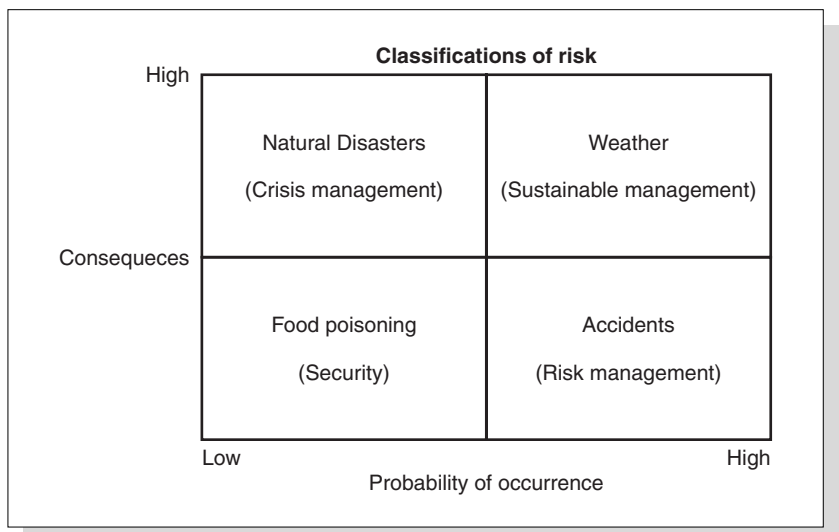 Classifications of risk
High
Natural Disasters
(Crisis management)
Weather
(Sustainable management)
Consequeces
Food poisoning
(Security)
Accidents
(Risk management)
Low
High
Probability of occurrence